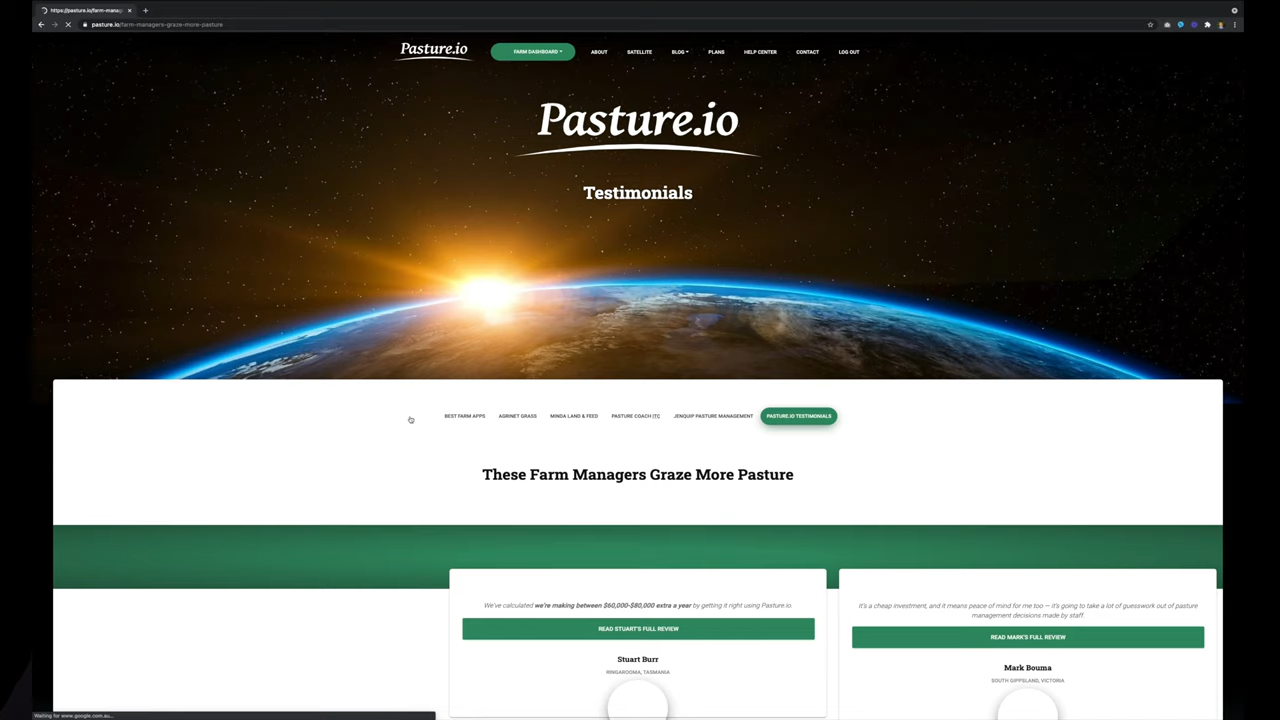 https://pasture.io/farm-manag
pasture.io/farm-managers-graze-more-pasture
Pasture.io
FARM DASHBOARD
ABOUT
SATELLITE
BLOG
PLANS
HELP CENTER
CONTACT
LOG OUT
Pasture.io
Testimonials
BEST FARM APPS
AGRINET GRASS
MINDA LAND & FEED
PASTURE COACH ITC
JENQUIP PASTURE MANAGEMENT
PASTURE.IO TESTIMONIALS
These Farm Managers Graze More Pasture
We've calculated we're making between $60,000-$80,000 extra a year by getting it right using Pasture io.
READ STUART'S FULL REVIEW
Stuart Burr
RINGAROOMA, TASMANIA
It's a cheap investment, and it means peace of mind for me too — it's going to take a lot of guesswork out of pasture
management decisions made by staff
READ MARK'S FULL REVIEW
Mark Bouma
SOUTH GIPPSLAND, VICTORIA
Waiting for www.google.com.au...